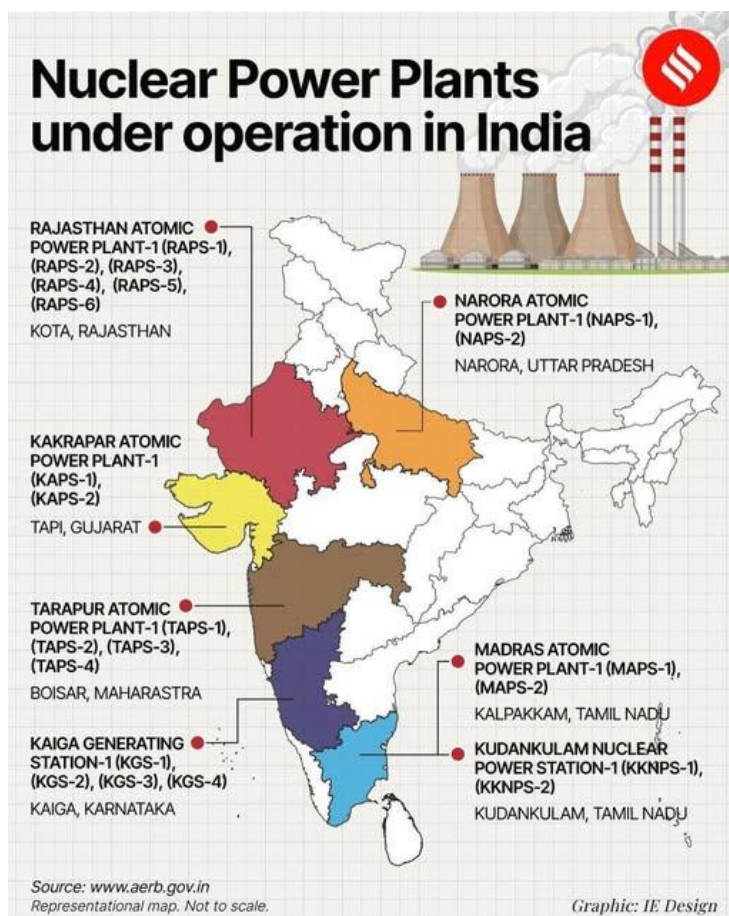 Nuclear Power Plants
under operation in India
RAJASTHAN ATOMIC
POWER PLANT-1 (RAPS-1),
(RAPS-2), (RAPS-3),
(RAPS-4), (RAPS-5),
(RAPS-6)
KOTA, RAJASTHAN
NARORA ATOMIC
POWER PLANT-1 (NAPS-1),
(NAPS-2)
NARORA, UTTAR PRADESH
KAKRAPAR ATOMIC
POWER PLANT-1
(KAPS-1),
(KAPS-2)
TAPI, GUJARAT
TARAPUR ATOMIC
POWER PLANT-1 (TAPS-1),
(TAPS-2), (TAPS-3),
(TAPS-4)
BOISAR, MAHARASTRA
MADRAS ATOMIC
POWER PLANT-1 (MAPS-1),
(MAPS-2)
KALPAKKAM, TAMIL NADU
KAIGA GENERATING
STATION-1 (KGS-1),
(KGS-2), (KGS-3), (KGS-4)
KAIGA, KARNATAKA
KUDANKULAM NUCLEAR
POWER STATION-1 (KKNPS-1),
(KKNPS-2)
KUDANKULAM, TAMIL NADU
Source: www.aerb.gov.in
Representational map. Not to scale.
Graphic: IE Design